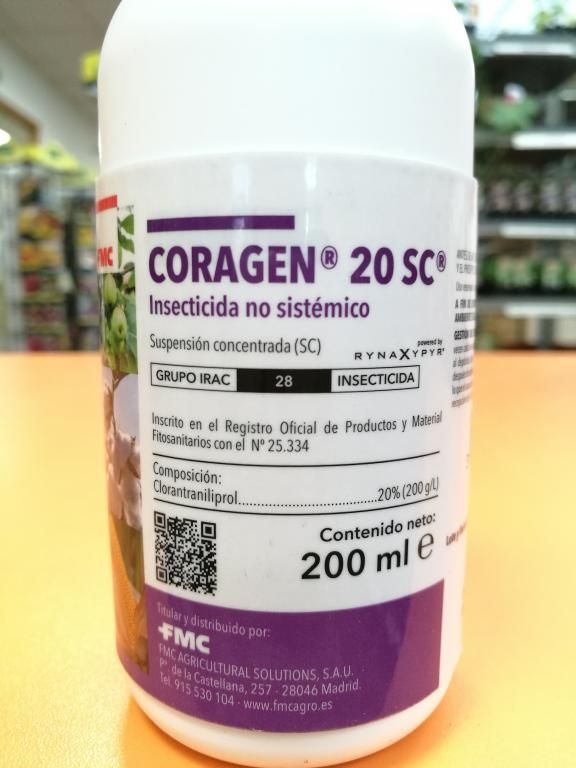 FMC
CORAGEN® 20 SC®
Insecticida no sistémico
Suspensión concentrada (SC)
powered by
RYNAXYPYR®
GRUPO IRAC 28 INSECTICIDA
Inscrito en el Registro Oficial de Productos y Material
Fitosanitarios con el Nº 25.334
Composición:
Clorantraniliprol..................................20% (200 g/L)
Contenido neto:
200 ml e
Titular y distribuido por:
FMC
FMC AGRICULTURAL SOLUTIONS, S.A.U.
Pº. de la Castellana, 257 - 28046 Madrid.
Tel. 915 530 104 - www.fmcagro.es